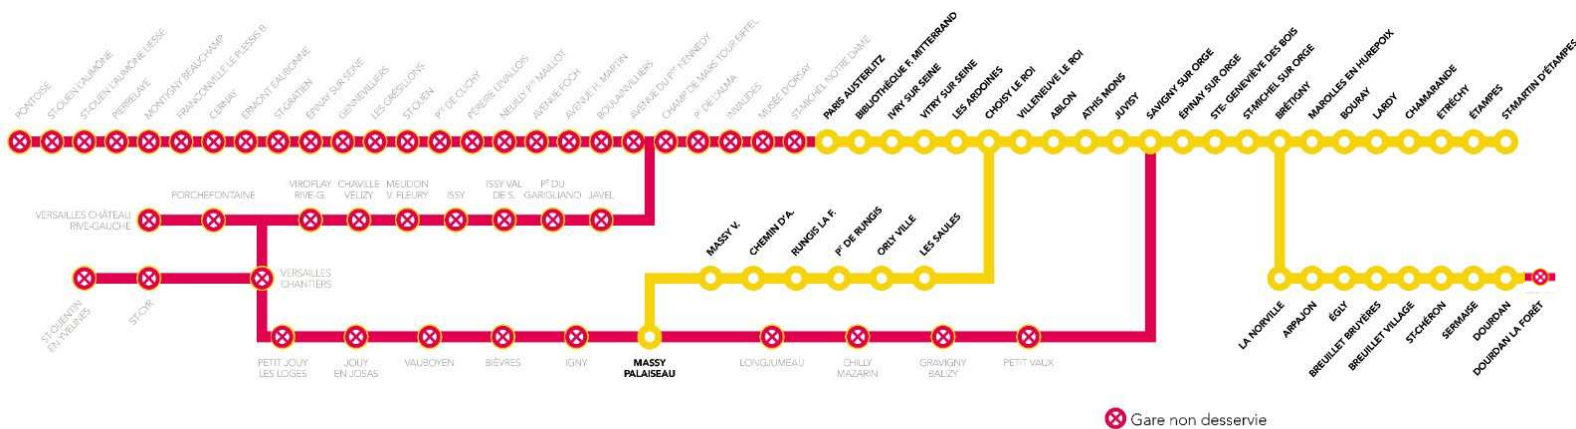 PONTOISE
ST-OUEN L'AUMÔNE
ST-OUEN L'AUMÔNE LIESSE
PIERRELAYE
MONTIGNY BEAUCHAMP
FRANCONVILLE LE PLESSIS B.
CERNAY
ERMONT EAUBONNE
ST-GRATIEN
ÉPINAY SUR SEINE
GENNEVILLIERS
LES GRÉSILLONS
ST-OUEN
PTE DE CLICHY
PEREIRE LEVALLOIS
NEUILLY PTE MAILLOT
AVENUE FOCH
AVENUE H. MARTIN
BOULAINVILLIERS
AVENUE DU PDT KENNEDY
CHAMP DE MARS TOUR EIFFEL
PT DE L'ALMA
INVALIDES
MUSÉE D'ORSAY
ST-MICHEL NOTRE DAME
PARIS AUSTERLITZ
BIBLIOTHÈQUE F. MITTERRAND
IVRY SUR SEINE
VITRY SUR SEINE
LES ARDOINES
CHOISY LE ROI
VILLENEUVE LE ROI
ABLON
ATHIS MONS
JUVISY
SAVIGNY SUR ORGE
ÉPINAY SUR ORGE
STE- GENEVIÈVE DES BOIS
ST-MICHEL SUR ORGE
BRÉTIGNY
MAROLLES EN HUREPOIX
BOURAY
LARDY
CHAMARANDE
ÉTRÉCHY
ÉTAMPES
ST-MARTIN D'ÉTAMPES
VERSAILLES CHÂTEAU
RIVE-GAUCHE
PORCHEFONTAINE
VIROFLAY
RIVE-G.
CHAVILLE
VÉLIZY
MEUDON
V. FLEURY
ISSY
ISSY VAL
DE S.
PT DU
GARIGLIANO
JAVEL
MASSY V.
CHEMIN D'A.
RUNGIS LA F.
PT DE RUNGIS
ORLY VILLE
LES SAULES
ST-QUENTIN
EN YVELINES
ST-CYR
VERSAILLES
CHANTIERS
LA NORVILLE
ARPAJON
ÉGLY
BREUILLET BRUYÈRES
BREUILLET VILLAGE
ST-CHÉRON
SERMAISE
DOURDAN
DOURDAN LA FORÊT
PETIT JOUY
LES LOGES
JOUY
EN JOSAS
VAUBOYEN
BIÈVRES
IGNY
MASSY
PALAISEAU
LONGJUMEAU
CHILLY
MAZARIN
GRAVIGNY
BALIZY
PETIT VAUX
Gare non desservie